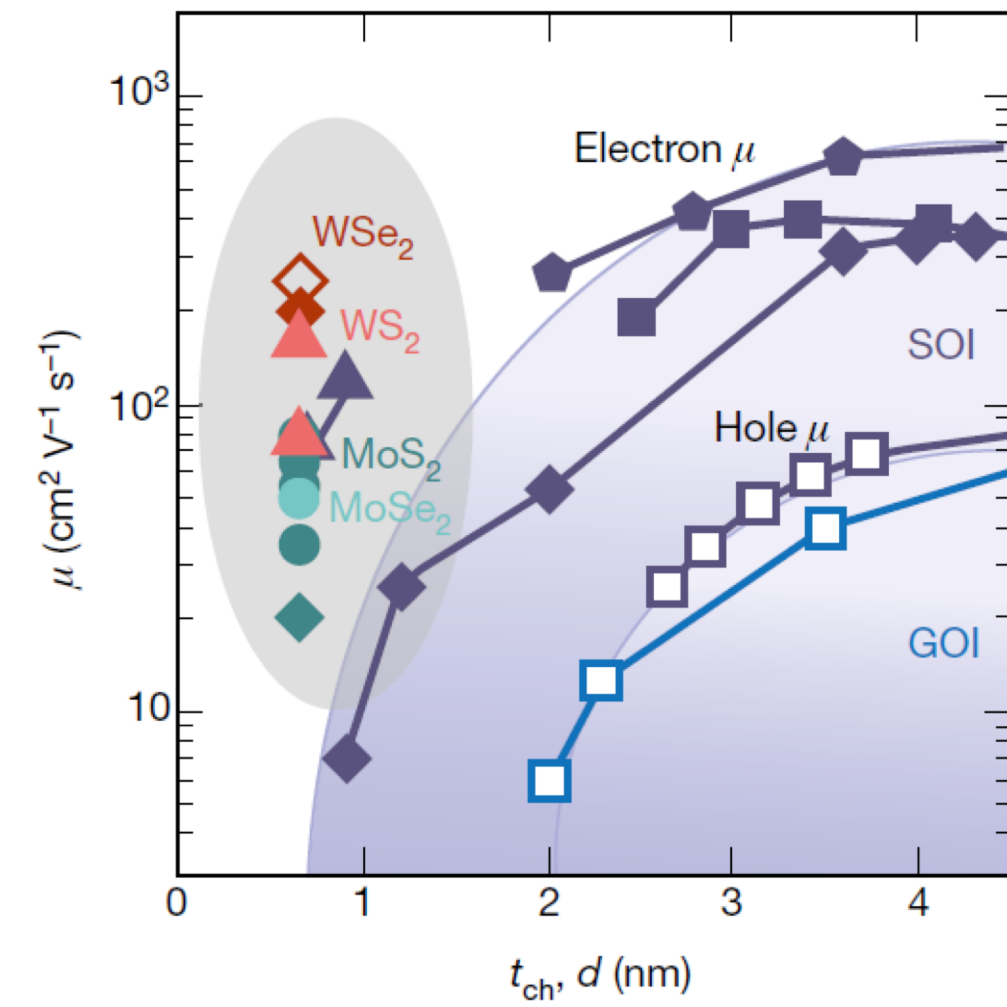 10³
Electron μ
WSe₂
WS₂
SOI
μ (cm² V⁻¹ s⁻¹)
10²
Hole μ
MoS₂
MoSe₂
GOI
10
0 1 2 3 4
t_ch, d (nm)